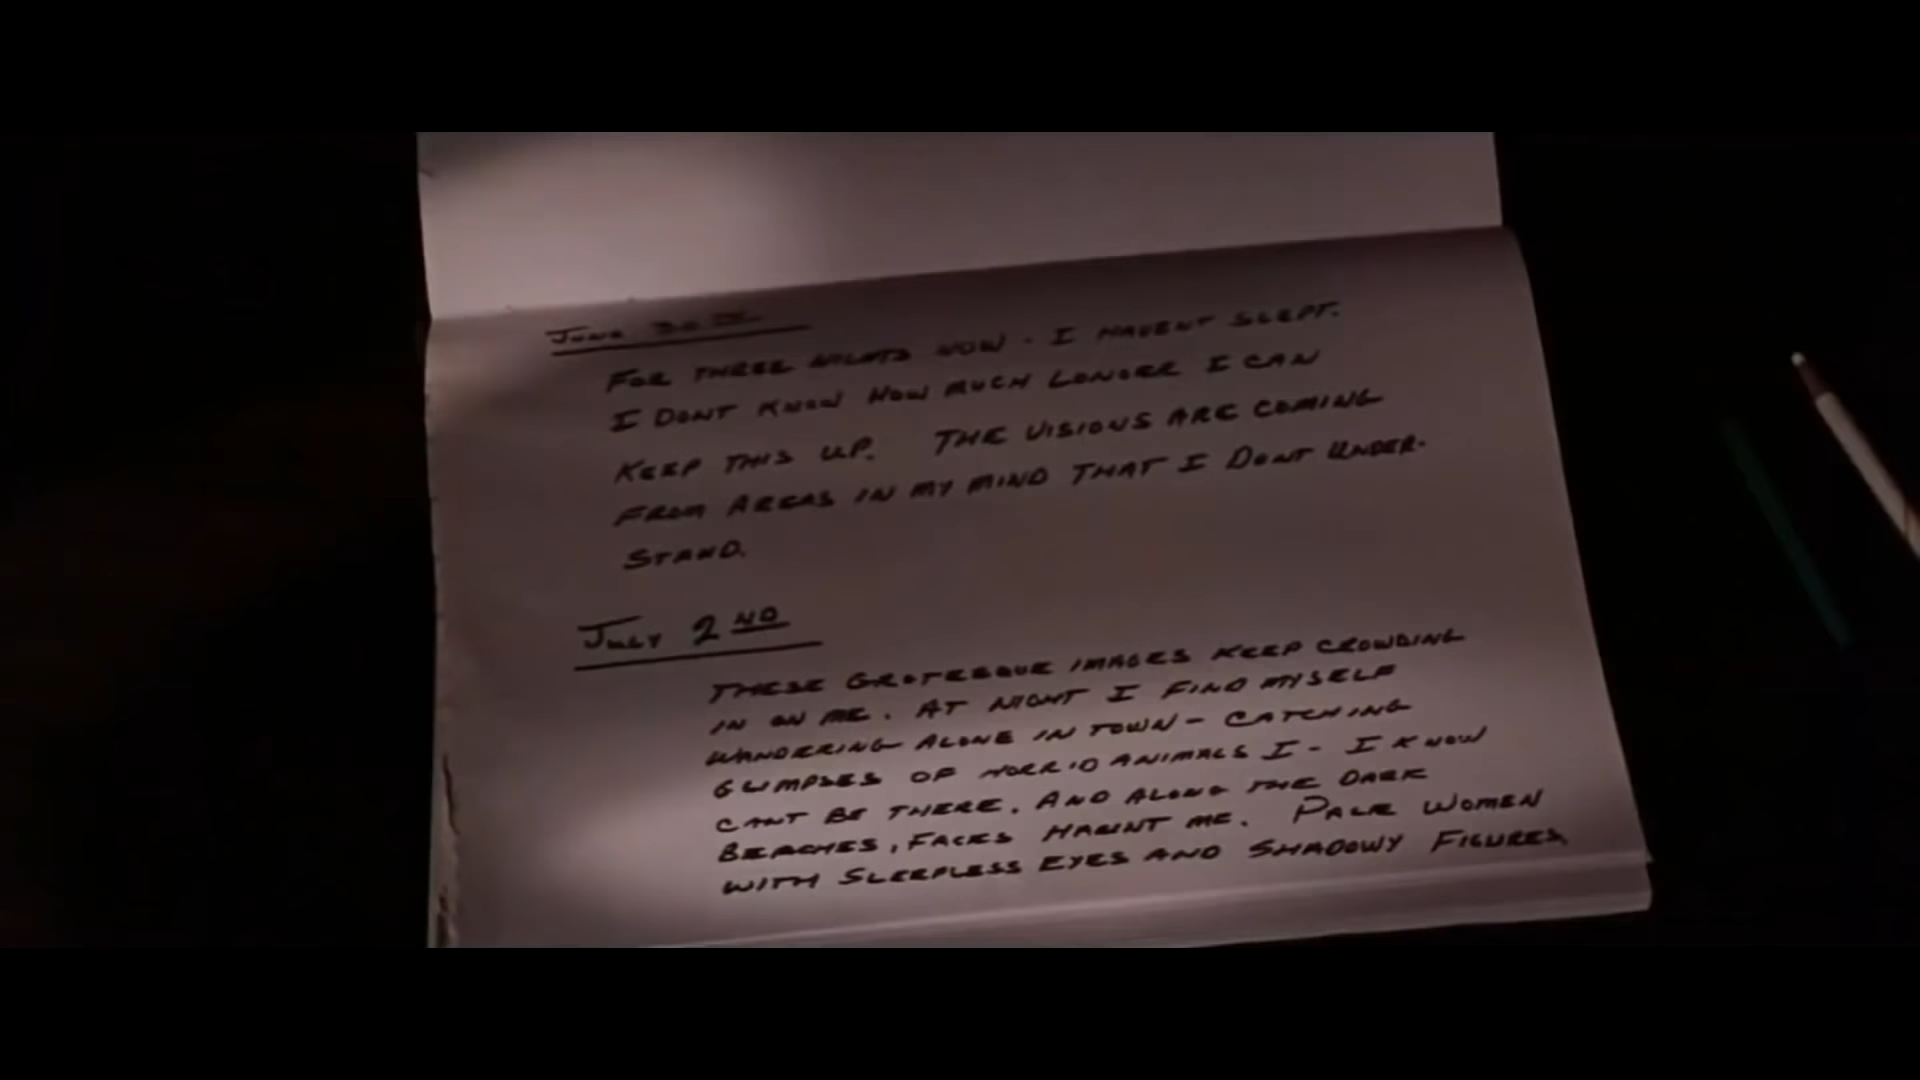 JUNE 30TH
FOR THREE NIGHTS NOW - I HAVENT SLEPT.
I DONT KNOW HOW MUCH LONGER I CAN
KEEP THIS UP. THE VISIONS ARE COMING
FROM AREAS IN MY MIND THAT I DONT UNDER-
STAND.
JULY 2ND
THESE GROTESQUE IMAGES KEEP CROWDING
IN ON ME. AT NIGHT I FIND MYSELF
WANDERING ALONE IN TOWN - CATCHING
GLIMPSES OF HORRID ANIMALS I - I KNOW
CANT BE THERE. AND ALONG THE DARK
BEACHES, FACES HAUNT ME. PALE WOMEN
WITH SLEEPLESS EYES AND SHADOWY FIGURES